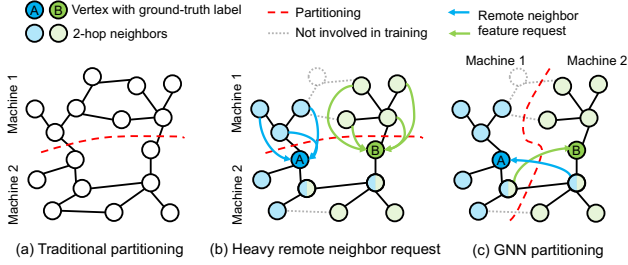 A B Vertex with ground-truth label
2-hop neighbors
Partitioning
Not involved in training
Remote neighbor
feature request
Machine 1
Machine 2
Machine 1
Machine 2
A
B
Machine 1
Machine 2
A
B
(a) Traditional partitioning
(b) Heavy remote neighbor request
(c) GNN partitioning